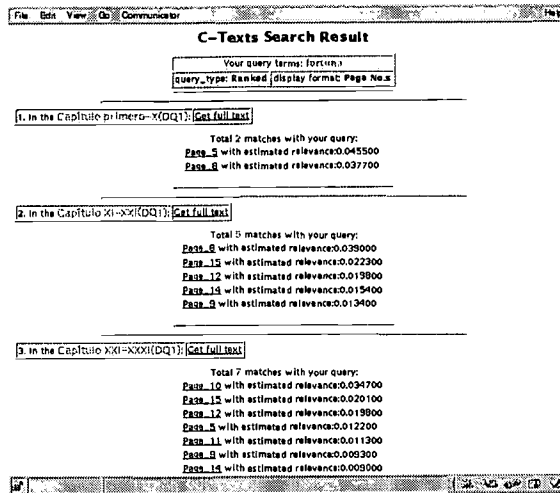 File Edit View Go Communicator Help
C-Texts Search Result
Your query terms:
query_type: Ranked display format: Page No.s
1. In the Capítulo primero-X(DQ1): Get full text
Total 2 matches with your query:
Page_5 with estimated relevance:0.045500
Page_8 with estimated relevance:0.037700
2. In the Capítulo XI-XXI(DQ1): Get full text
Total 5 matches with your query:
Page_8 with estimated relevance:0.039000
Page_15 with estimated relevance:0.022300
Page_12 with estimated relevance:0.019800
Page_14 with estimated relevance:0.015400
Page_9 with estimated relevance:0.013400
3. In the Capítulo XXI-XXXI(DQ1): Get full text
Total 7 matches with your query:
Page_10 with estimated relevance:0.034700
Page_15 with estimated relevance:0.020100
Page_12 with estimated relevance:0.019800
Page_5 with estimated relevance:0.012200
Page_11 with estimated relevance:0.011300
Page_9 with estimated relevance:0.009300
Page_14 with estimated relevance:0.009000